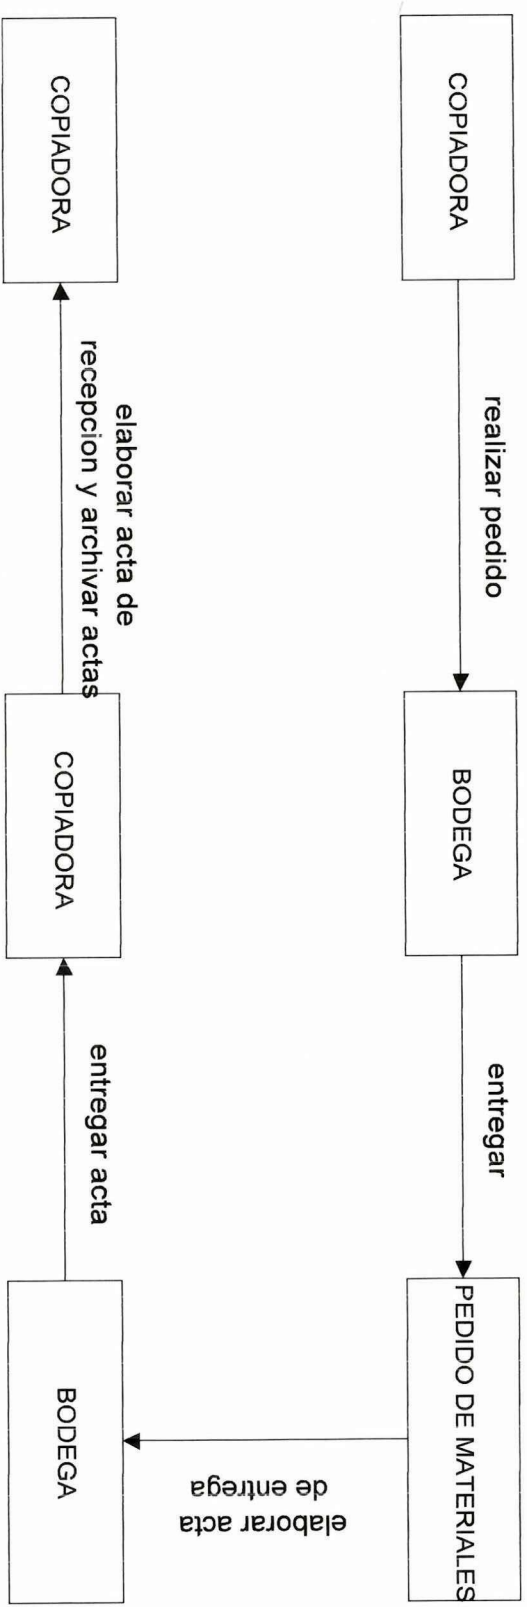 COPIADORA
realizar pedido
BODEGA
entregar
PEDIDO DE MATERIALES
elaborar acta
de entrega
BODEGA
entregar acta
COPIADORA
elaborar acta de
recepcion y archivar actas
COPIADORA